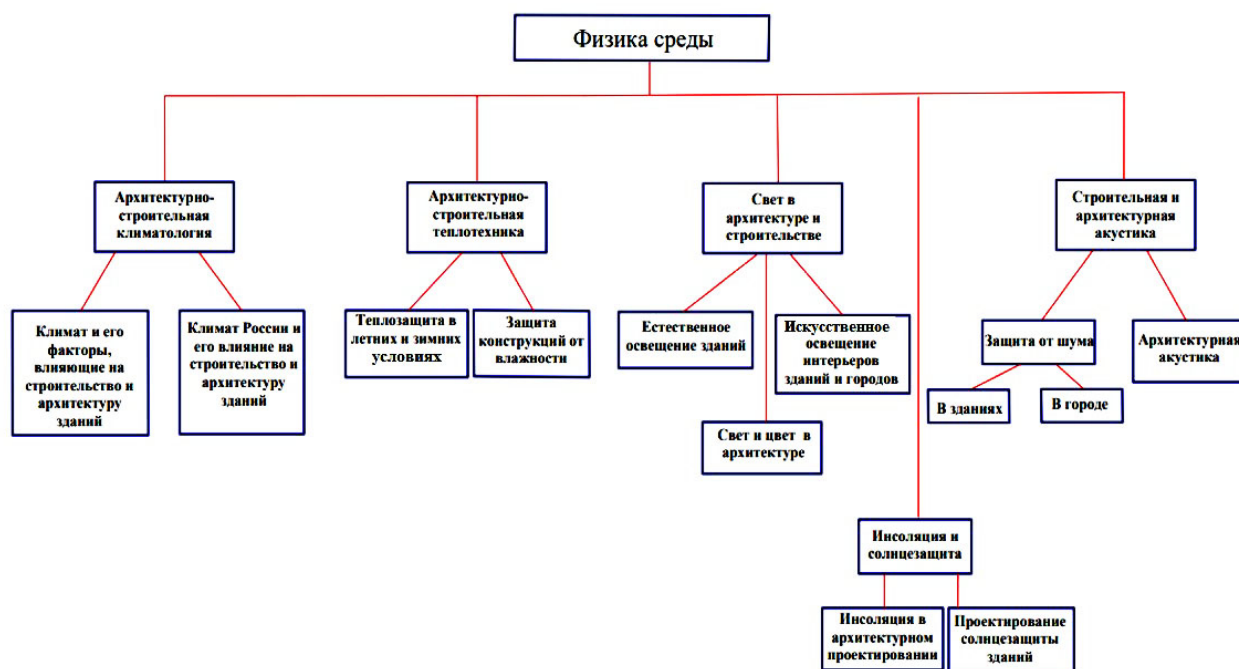 Физика среды
Архитектурно-
строительная
климатология
Архитектурно-
строительная
теплотехника
Свет в
архитектуре и
строительстве
Строительная и
архитектурная
акустика
Климат и его
факторы,
влияющие на
строительство и
архитектуру
зданий
Климат России и
его влияние на
строительство и
архитектуру
зданий
Теплозащита в
летних и зимних
условиях
Защита
конструкций от
влажности
Естественное
освещение зданий
Искусственное
освещение
интерьеров
зданий и городов
Свет и цвет в
архитектуре
Защита от шума
Архитектурная
акустика
В зданиях
В городе
Инсоляция и
солнцезащита
Инсоляция в
архитектурном
проектировании
Проектирование
солнцезащиты
зданий